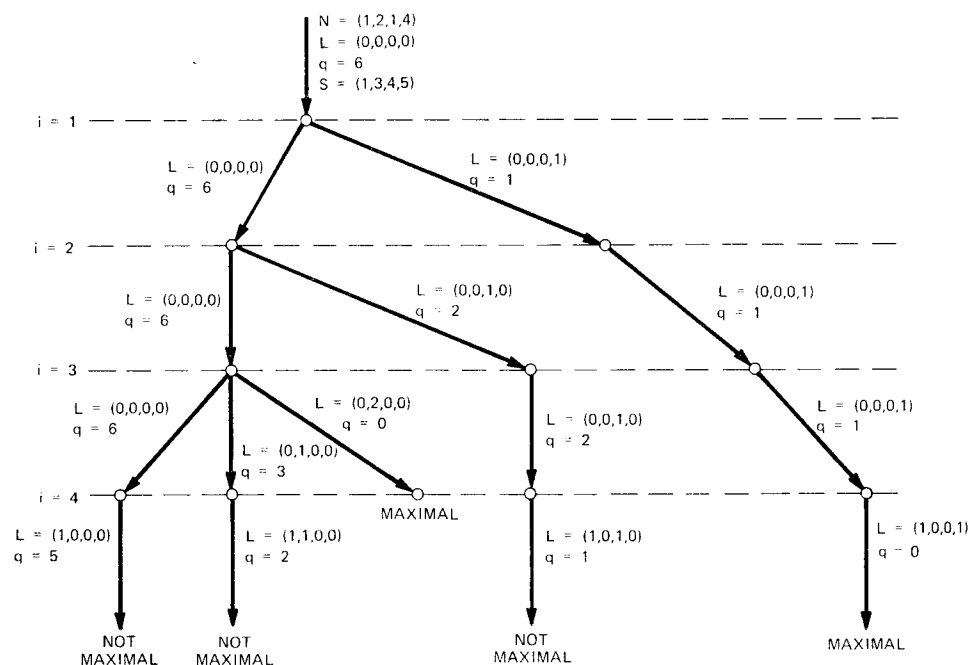 N = (1,2,1,4)
L = (0,0,0,0)
q = 6
S = (1,3,4,5)
i = 1
L = (0,0,0,0)
q = 6
L = (0,0,0,1)
q = 1
i = 2
L = (0,0,0,0)
q = 6
L = (0,0,1,0)
q = 2
L = (0,0,0,1)
q = 1
i = 3
L = (0,0,0,0)
q = 6
L = (0,1,0,0)
q = 3
L = (0,2,0,0)
q = 0
L = (0,0,1,0)
q = 2
L = (0,0,0,1)
q = 1
i = 4
MAXIMAL
L = (1,0,0,0)
q = 5
L = (1,1,0,0)
q = 2
L = (1,0,1,0)
q = 1
L = (1,0,0,1)
q = 0
NOT
MAXIMAL
NOT
MAXIMAL
NOT
MAXIMAL
MAXIMAL